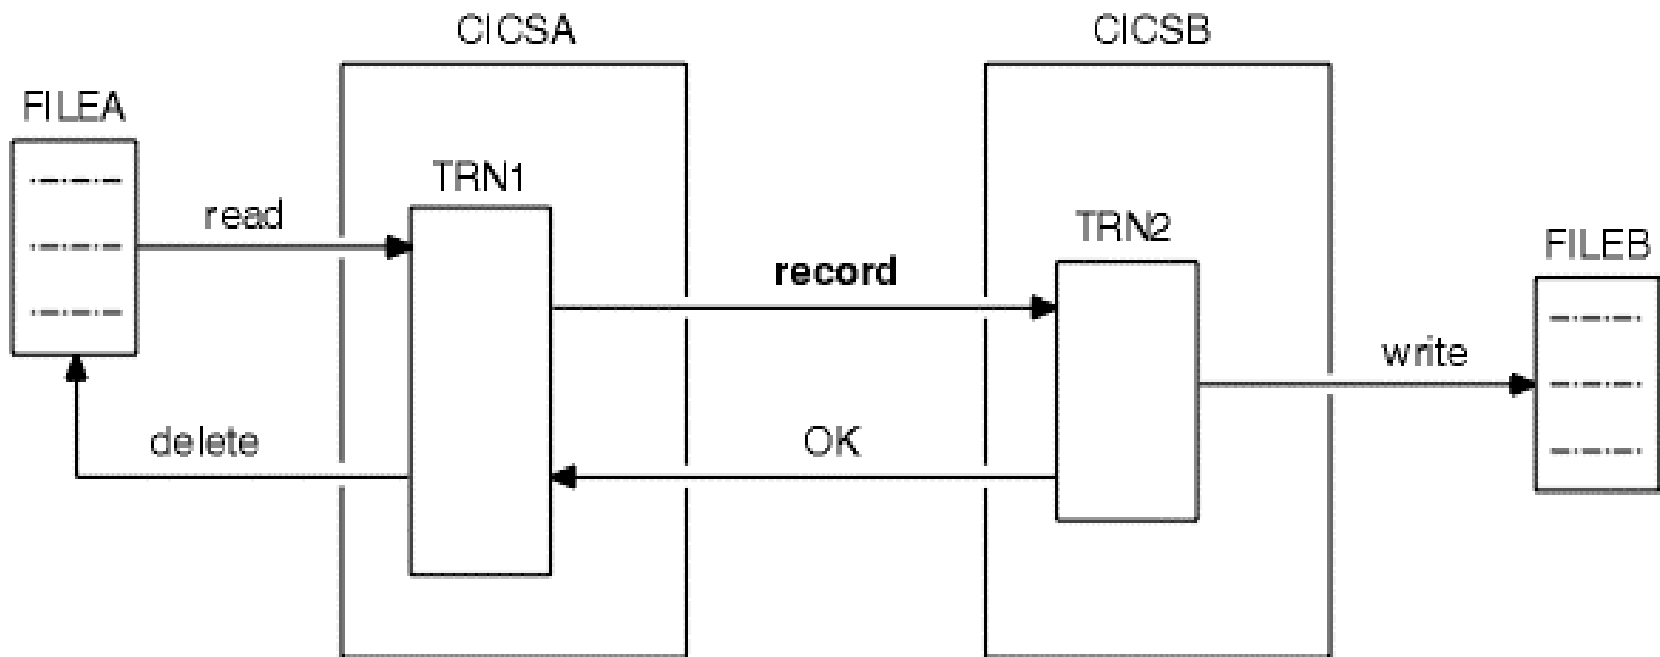 CICSA
CICSB
FILEA
TRN1
read
TRN2
record
FILEB
write
delete
OK